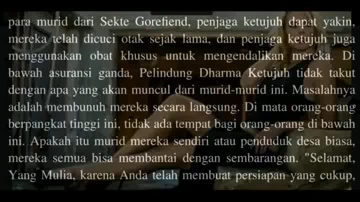 para murid dari Sekte Gorefiend, penjaga ketujuh dapat yakin
mereka telah dicuci otak sejak lama, dan penjaga ketujuh juga
menggunakan obat khusus untuk mengendalikan mereka. Di
bawah asuransi ganda, Pelindung Dharma Ketujuh tidak takut
dengan apa yang akan muncul dari murid-murid ini. Masalahnya
adalah membunuh mereka secara langsung. Di mata orang-orang
berpangkat tinggi ini, tidak ada tempat bagi orang-orang di bawah
ini. Apakah itu murid mereka sendiri atau penduduk desa biasa,
mereka semua bisa membantai dengan sembarangan. "Selamat,
Yang Mulia, karena Anda telah membuat persiapan yang cukup,